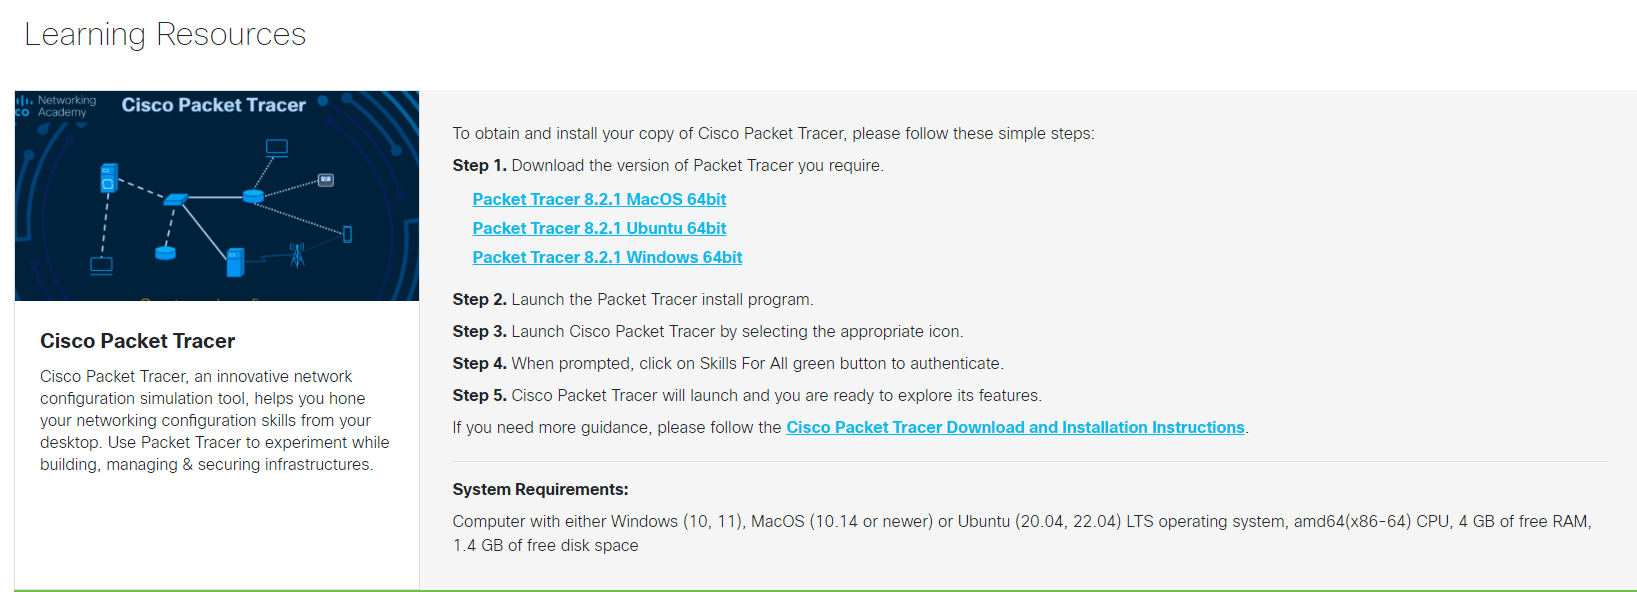 Learning Resources
Networking
Academy
Cisco Packet Tracer
Cisco Packet Tracer
Cisco Packet Tracer, an innovative network
configuration simulation tool, helps you hone
your networking configuration skills from your
desktop. Use Packet Tracer to experiment while
building, managing & securing infrastructures.
To obtain and install your copy of Cisco Packet Tracer, please follow these simple steps:
Step 1. Download the version of Packet Tracer you require.
Packet Tracer 8.2.1 MacOS 64bit
Packet Tracer 8.2.1 Ubuntu 64bit
Packet Tracer 8.2.1 Windows 64bit
Step 2. Launch the Packet Tracer install program.
Step 3. Launch Cisco Packet Tracer by selecting the appropriate icon.
Step 4. When prompted, click on Skills For All green button to authenticate.
Step 5. Cisco Packet Tracer will launch and you are ready to explore its features.
If you need more guidance, please follow the Cisco Packet Tracer Download and Installation Instructions.
System Requirements:
Computer with either Windows (10, 11), MacOS (10.14 or newer) or Ubuntu (20.04, 22.04) LTS operating system, amd64(x86-64) CPU, 4 GB of free RAM,
1.4 GB of free disk space